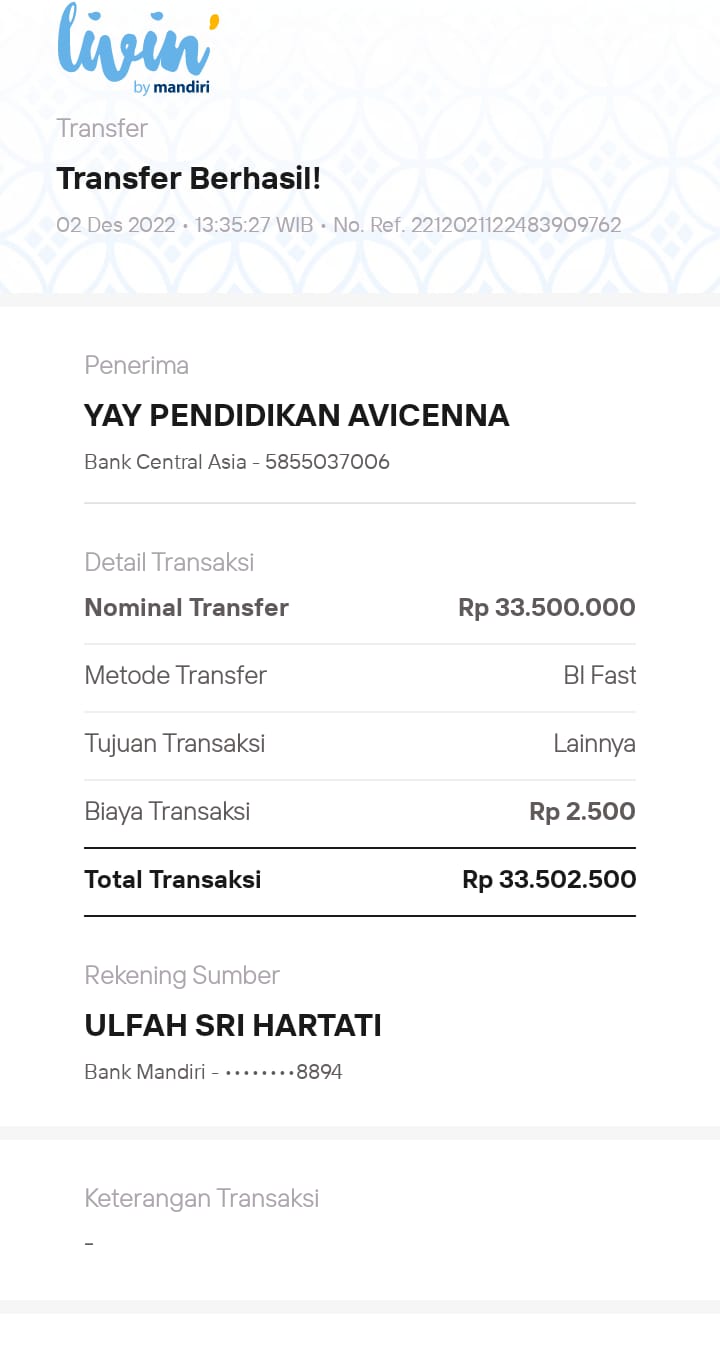 livin'
by mandiri
Transfer
Transfer Berhasil!
02 Des 2022 • 13:35:27 WIB • No. Ref. 2212021122483909762
Penerima
YAY PENDIDIKAN AVICENNA
Bank Central Asia - 5855037006
Detail Transaksi
Nominal Transfer Rp 33.500.000
Metode Transfer BI Fast
Tujuan Transaksi Lainnya
Biaya Transaksi Rp 2.500
Total Transaksi Rp 33.502.500
Rekening Sumber
ULFAH SRI HARTATI
Bank Mandiri - ••••••••8894
Keterangan Transaksi
-